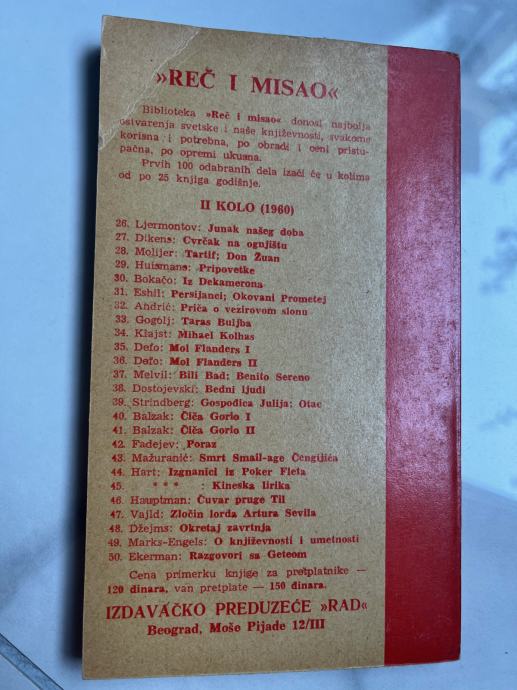 »REČ I MISAO«
Biblioteka »Reč i misao« donosi najbolja
ostvarenja svetske i naše književnosti, svakome
korisna i potrebna, po obradi i ceni pristu-
pačna, po opremi ukusna.
Prvih 100 odabranih dela izaći će u kolima
od po 25 knjiga godišnje.
II KOLO (1960)
26. Ljermontov: Junak našeg doba
27. Dikens: Cvrčak na ognjištu
28. Molijer: Tartif; Don Žuan
29. Huismans: Pripovetke
30. Bokačo: Iz Dekamerona
31. Eshil: Persijanci; Okovani Prometej
32. Andrić: Priča o vezirovom slonu
33. Gogolj: Taras Buljba
34. Klajst: Mihael Kolhas
35. Defo: Mol Flanders I
36. Defo: Mol Flanders II
37. Melvil: Bili Bad; Benito Sereno
38. Dostojevski: Bedni ljudi
39. Strindberg: Gospođica Julija; Otac
40. Balzak: Čiča Gorio I
41. Balzak: Čiča Gorio II
42. Fadejev: Poraz
43. Mažuranić: Smrt Smail-age Čengijića
44. Hart: Izgnanici iz Poker Fleta
45. * * * : Kineska lirika
46. Hauptman: Čuvar pruge Til
47. Vajld: Zločin lorda Artura Sevila
48. Džejms: Okretaj zavrtnja
49. Marks-Engels: O književnosti i umetnosti
50. Ekerman: Razgovori sa Geteom
Cena primerku knjige za pretplatnike —
120 dinara, van pretplate — 150 dinara.
IZDAVAČKO PREDUZEĆE »RAD«
Beograd, Moše Pijade 12/III